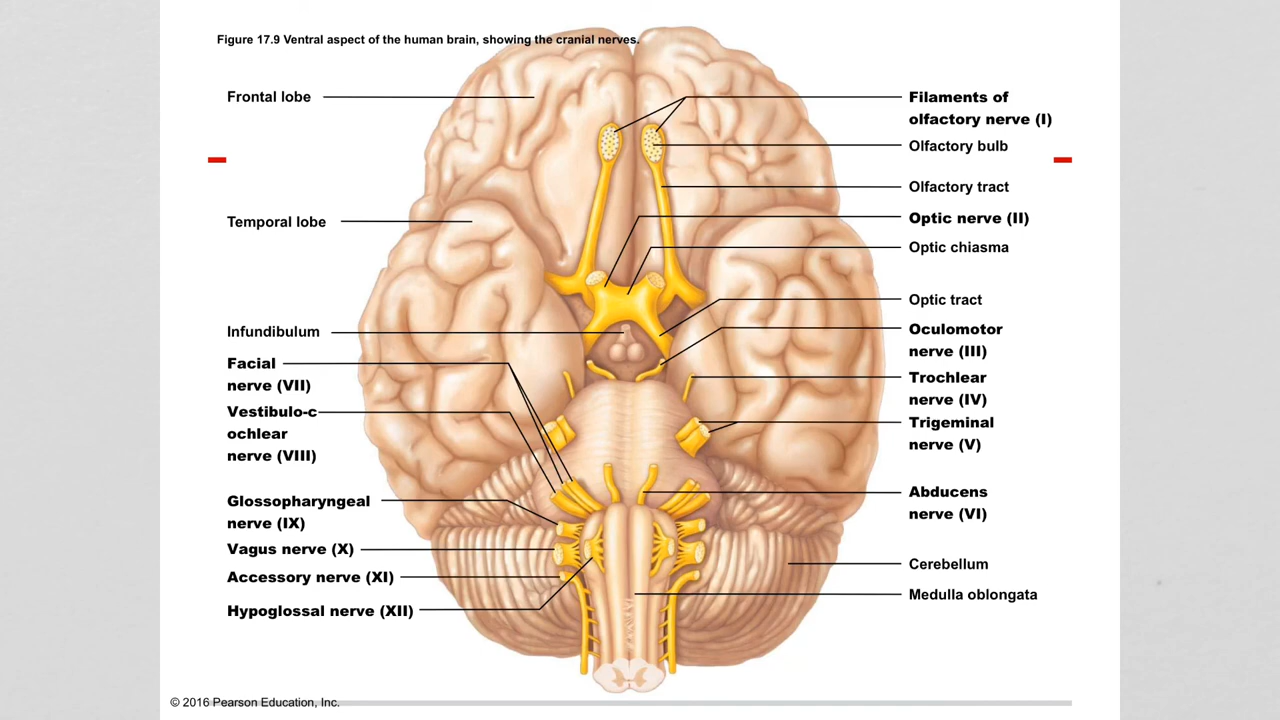 Figure 17.9 Ventral aspect of the human brain, showing the cranial nerves.
Frontal lobe
Temporal lobe
Infundibulum
Facial
nerve (VII)
Vestibulo-c
ochlear
nerve (VIII)
Glossopharyngeal
nerve (IX)
Vagus nerve (X)
Accessory nerve (XI)
Hypoglossal nerve (XII)
Filaments of
olfactory nerve (I)
Olfactory bulb
Olfactory tract
Optic nerve (II)
Optic chiasma
Optic tract
Oculomotor
nerve (III)
Trochlear
nerve (IV)
Trigeminal
nerve (V)
Abducens
nerve (VI)
Cerebellum
Medulla oblongata
© 2016 Pearson Education, Inc.